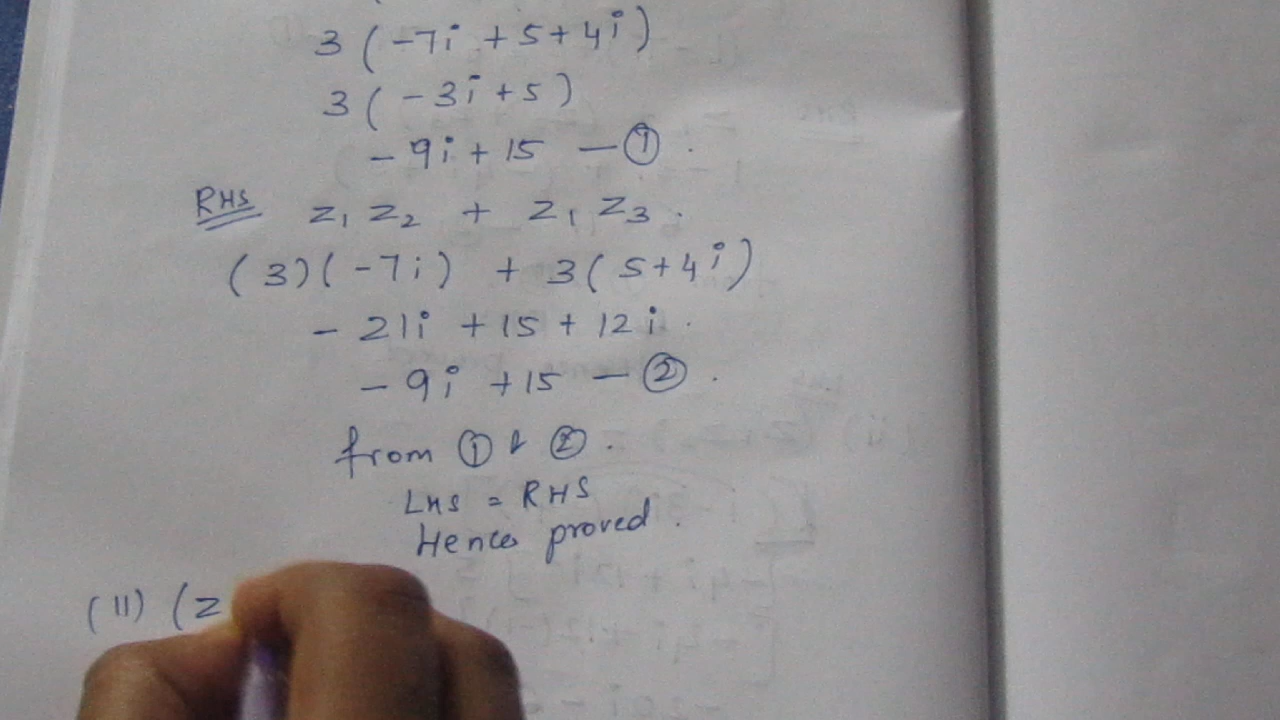 3 ( -7i + 5 + 4i )
3 ( -3i + 5 )
- 9i + 15 — ①.
RHS z₁ z₂ + z₁ z₃.
(3)(-7i) + 3 ( 5+4i )
- 21i + 15 + 12i.
- 9i + 15 — ②.
from ① & ②.
LHS = RHS
Hence proved.
(ii) (z